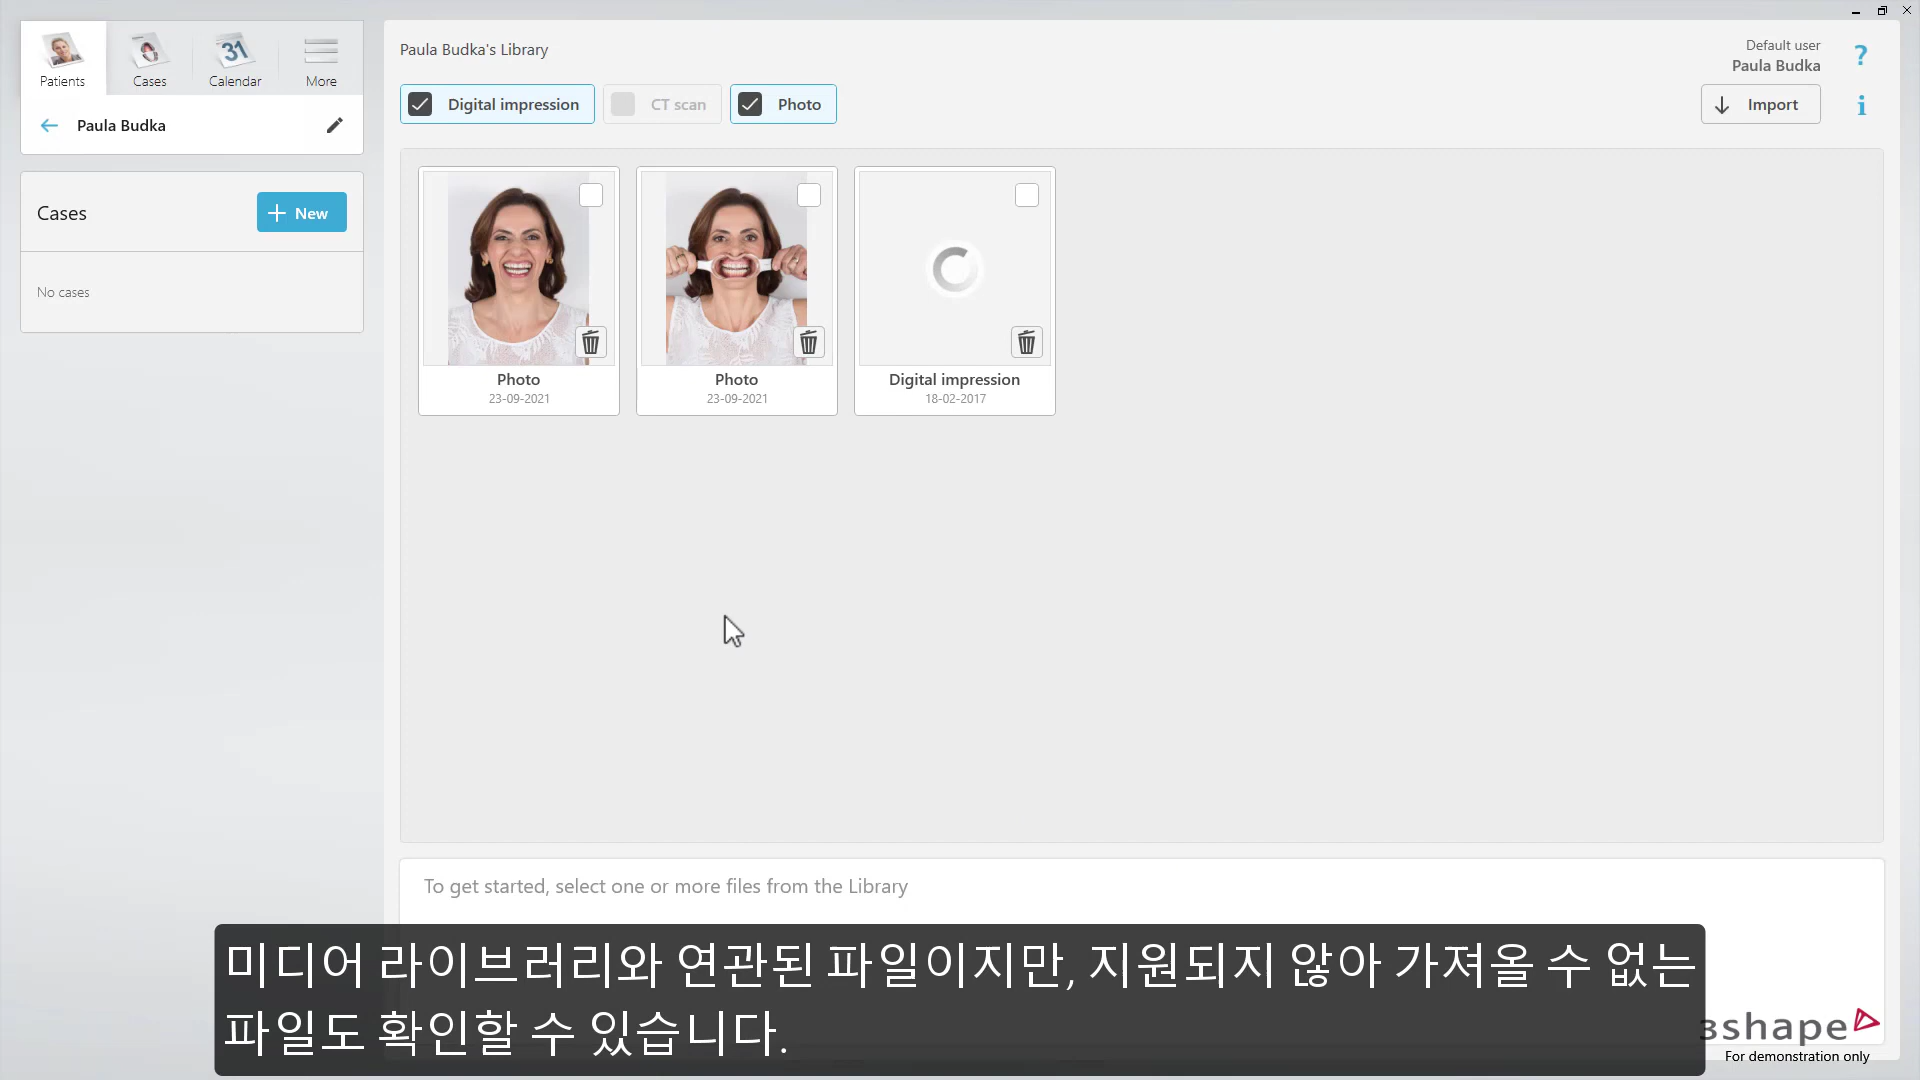 Patients
Cases
31
Calendar
More
Paula Budka
Cases
New
No cases
Paula Budka's Library
Default user
Paula Budka
?
Digital impression
CT scan
Photo
Import
i
Photo
23-09-2021
Photo
23-09-2021
Digital impression
18-02-2017
To get started, select one or more files from the Library
미디어 라이브러리와 연관된 파일이지만, 지원되지 않아 가져올 수 없는
파일도 확인할 수 있습니다.
3shape
For demonstration only